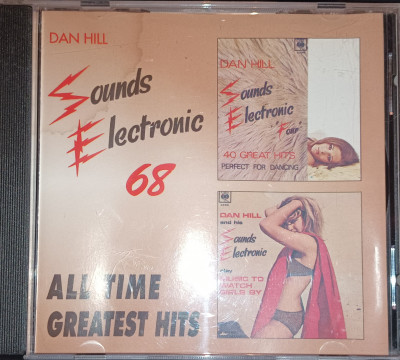 DAN HILL
Sounds
Electronic
68
ALL TIME
GREATEST HITS
DAN HILL
Sounds
Electronic
"Four"
40 GREAT HITS
PERFECT FOR DANCING
DAN HILL
and his
Sounds
Electronic
play
MUSIC TO
WATCH
GIRLS BY